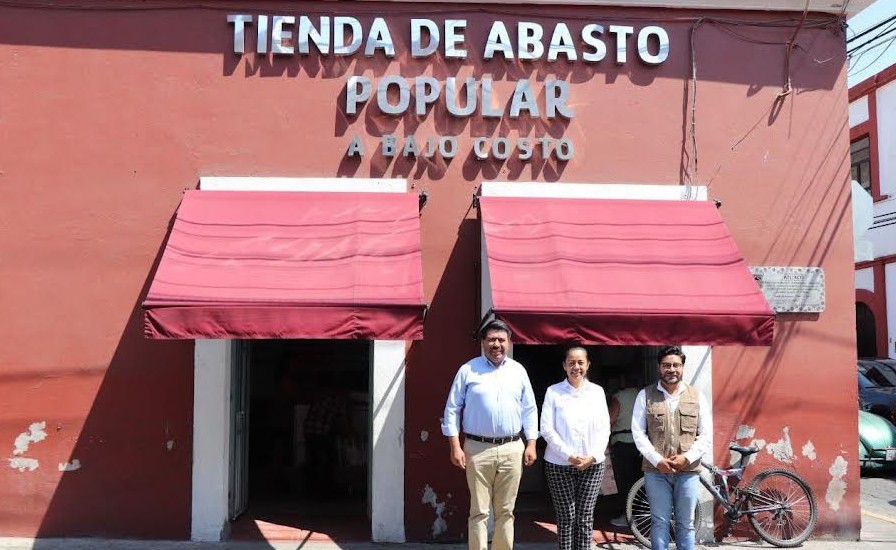 TIENDA DE ABASTO
POPULAR
A BAJO COSTO